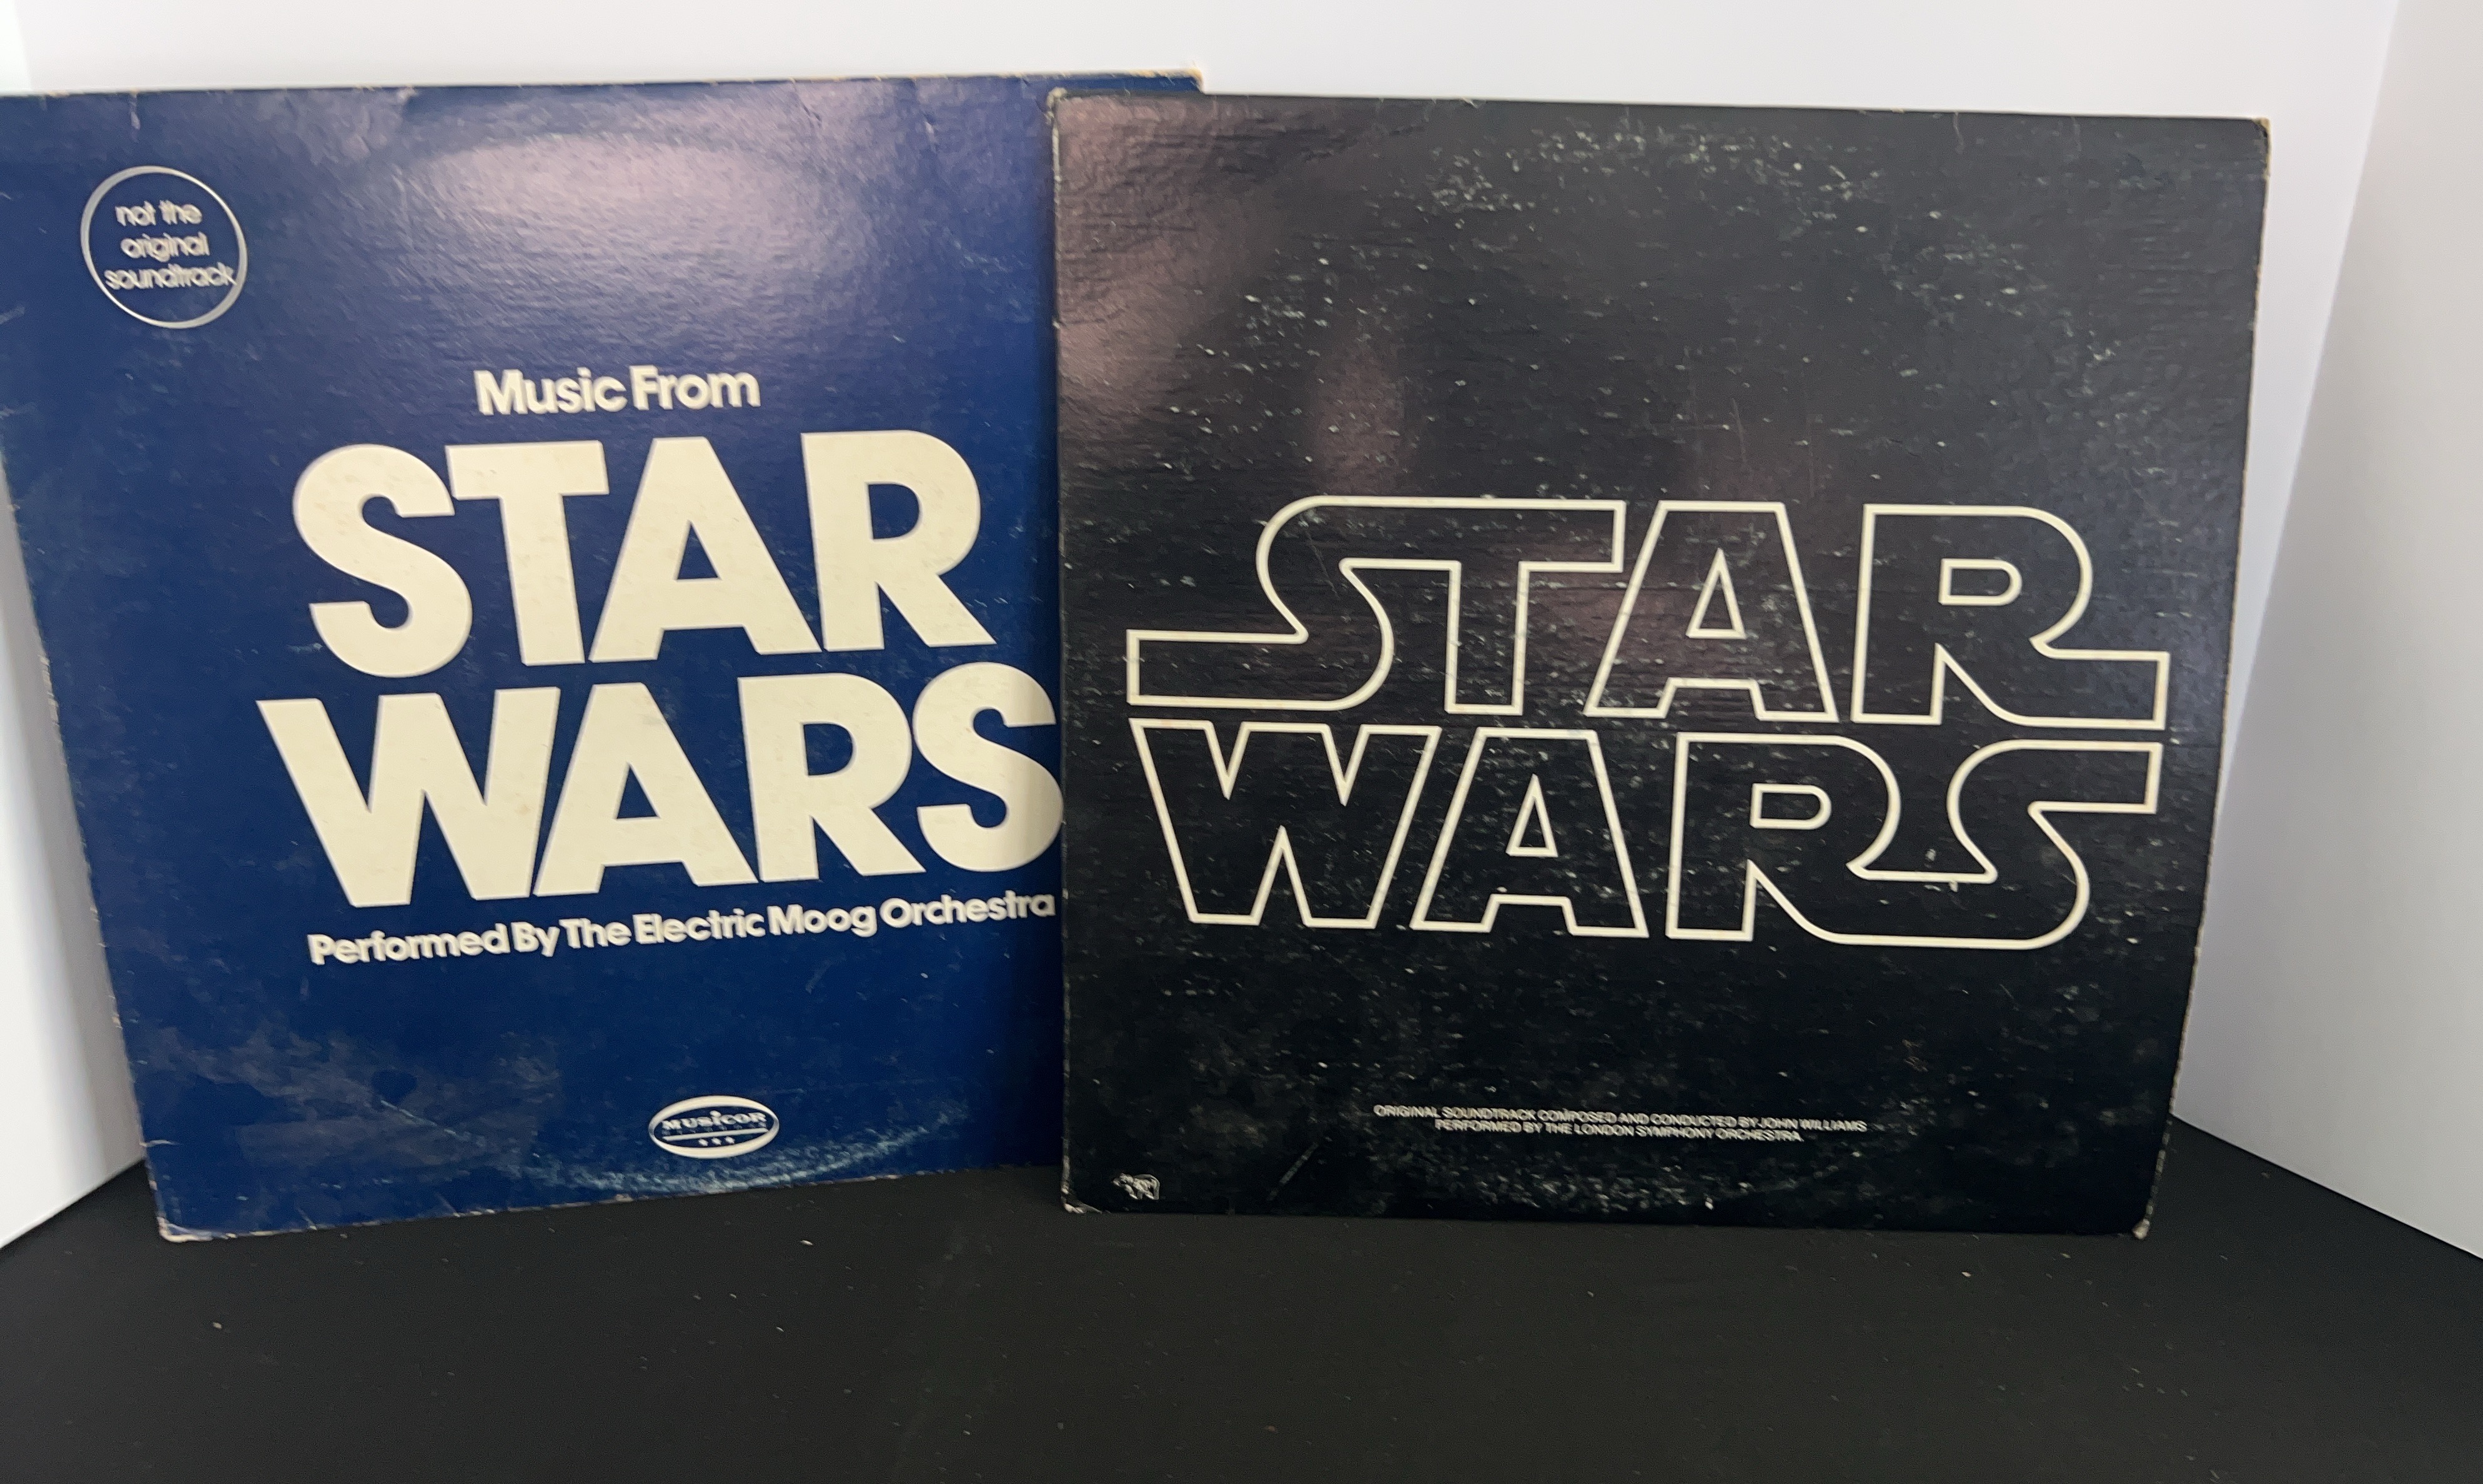 not the
original
soundtrack
Music From
STAR
WARS
Performed By The Electric Moog Orchestra
MUSICOR
STAR
WARS
ORIGINAL SOUNDTRACK COMPOSED AND CONDUCTED BY JOHN WILLIAMS
PERFORMED BY THE LONDON SYMPHONY ORCHESTRA